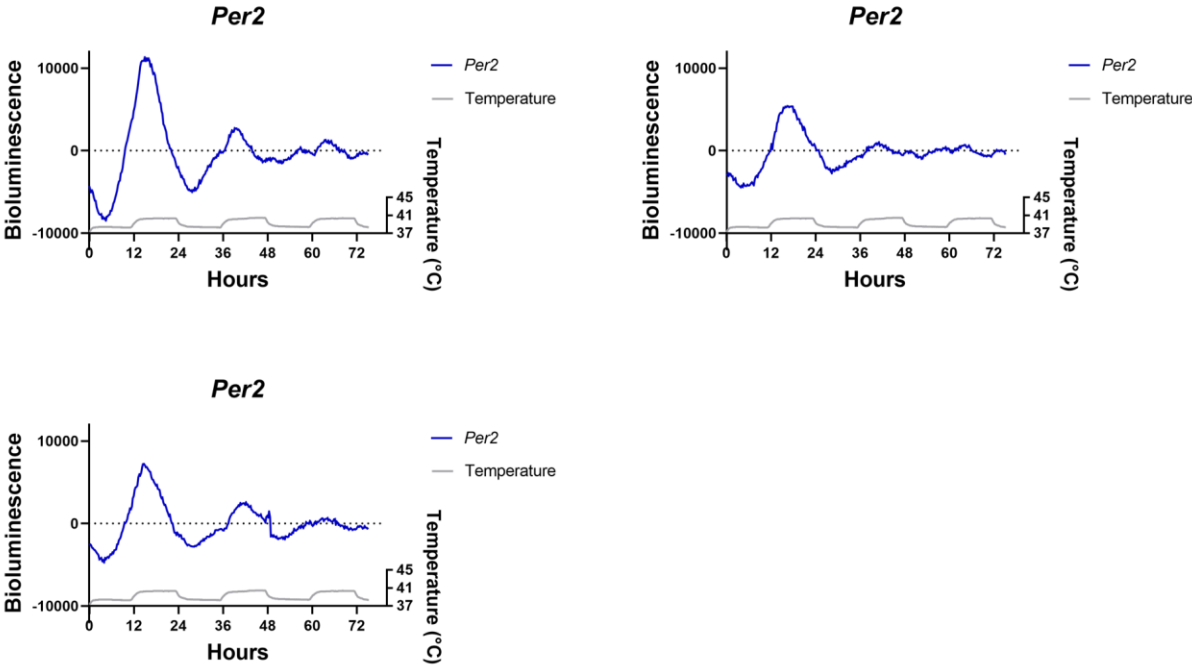 Per2
Bioluminescence
10000
0
-10000
0 12 24 36 48 60 72
Hours
45
41
37
Temperature (°C)
Per2
Temperature
Per2
Bioluminescence
10000
0
-10000
0 12 24 36 48 60 72
Hours
45
41
37
Temperature (°C)
Per2
Temperature
Per2
Bioluminescence
10000
0
-10000
0 12 24 36 48 60 72
Hours
45
41
37
Temperature (°C)
Per2
Temperature